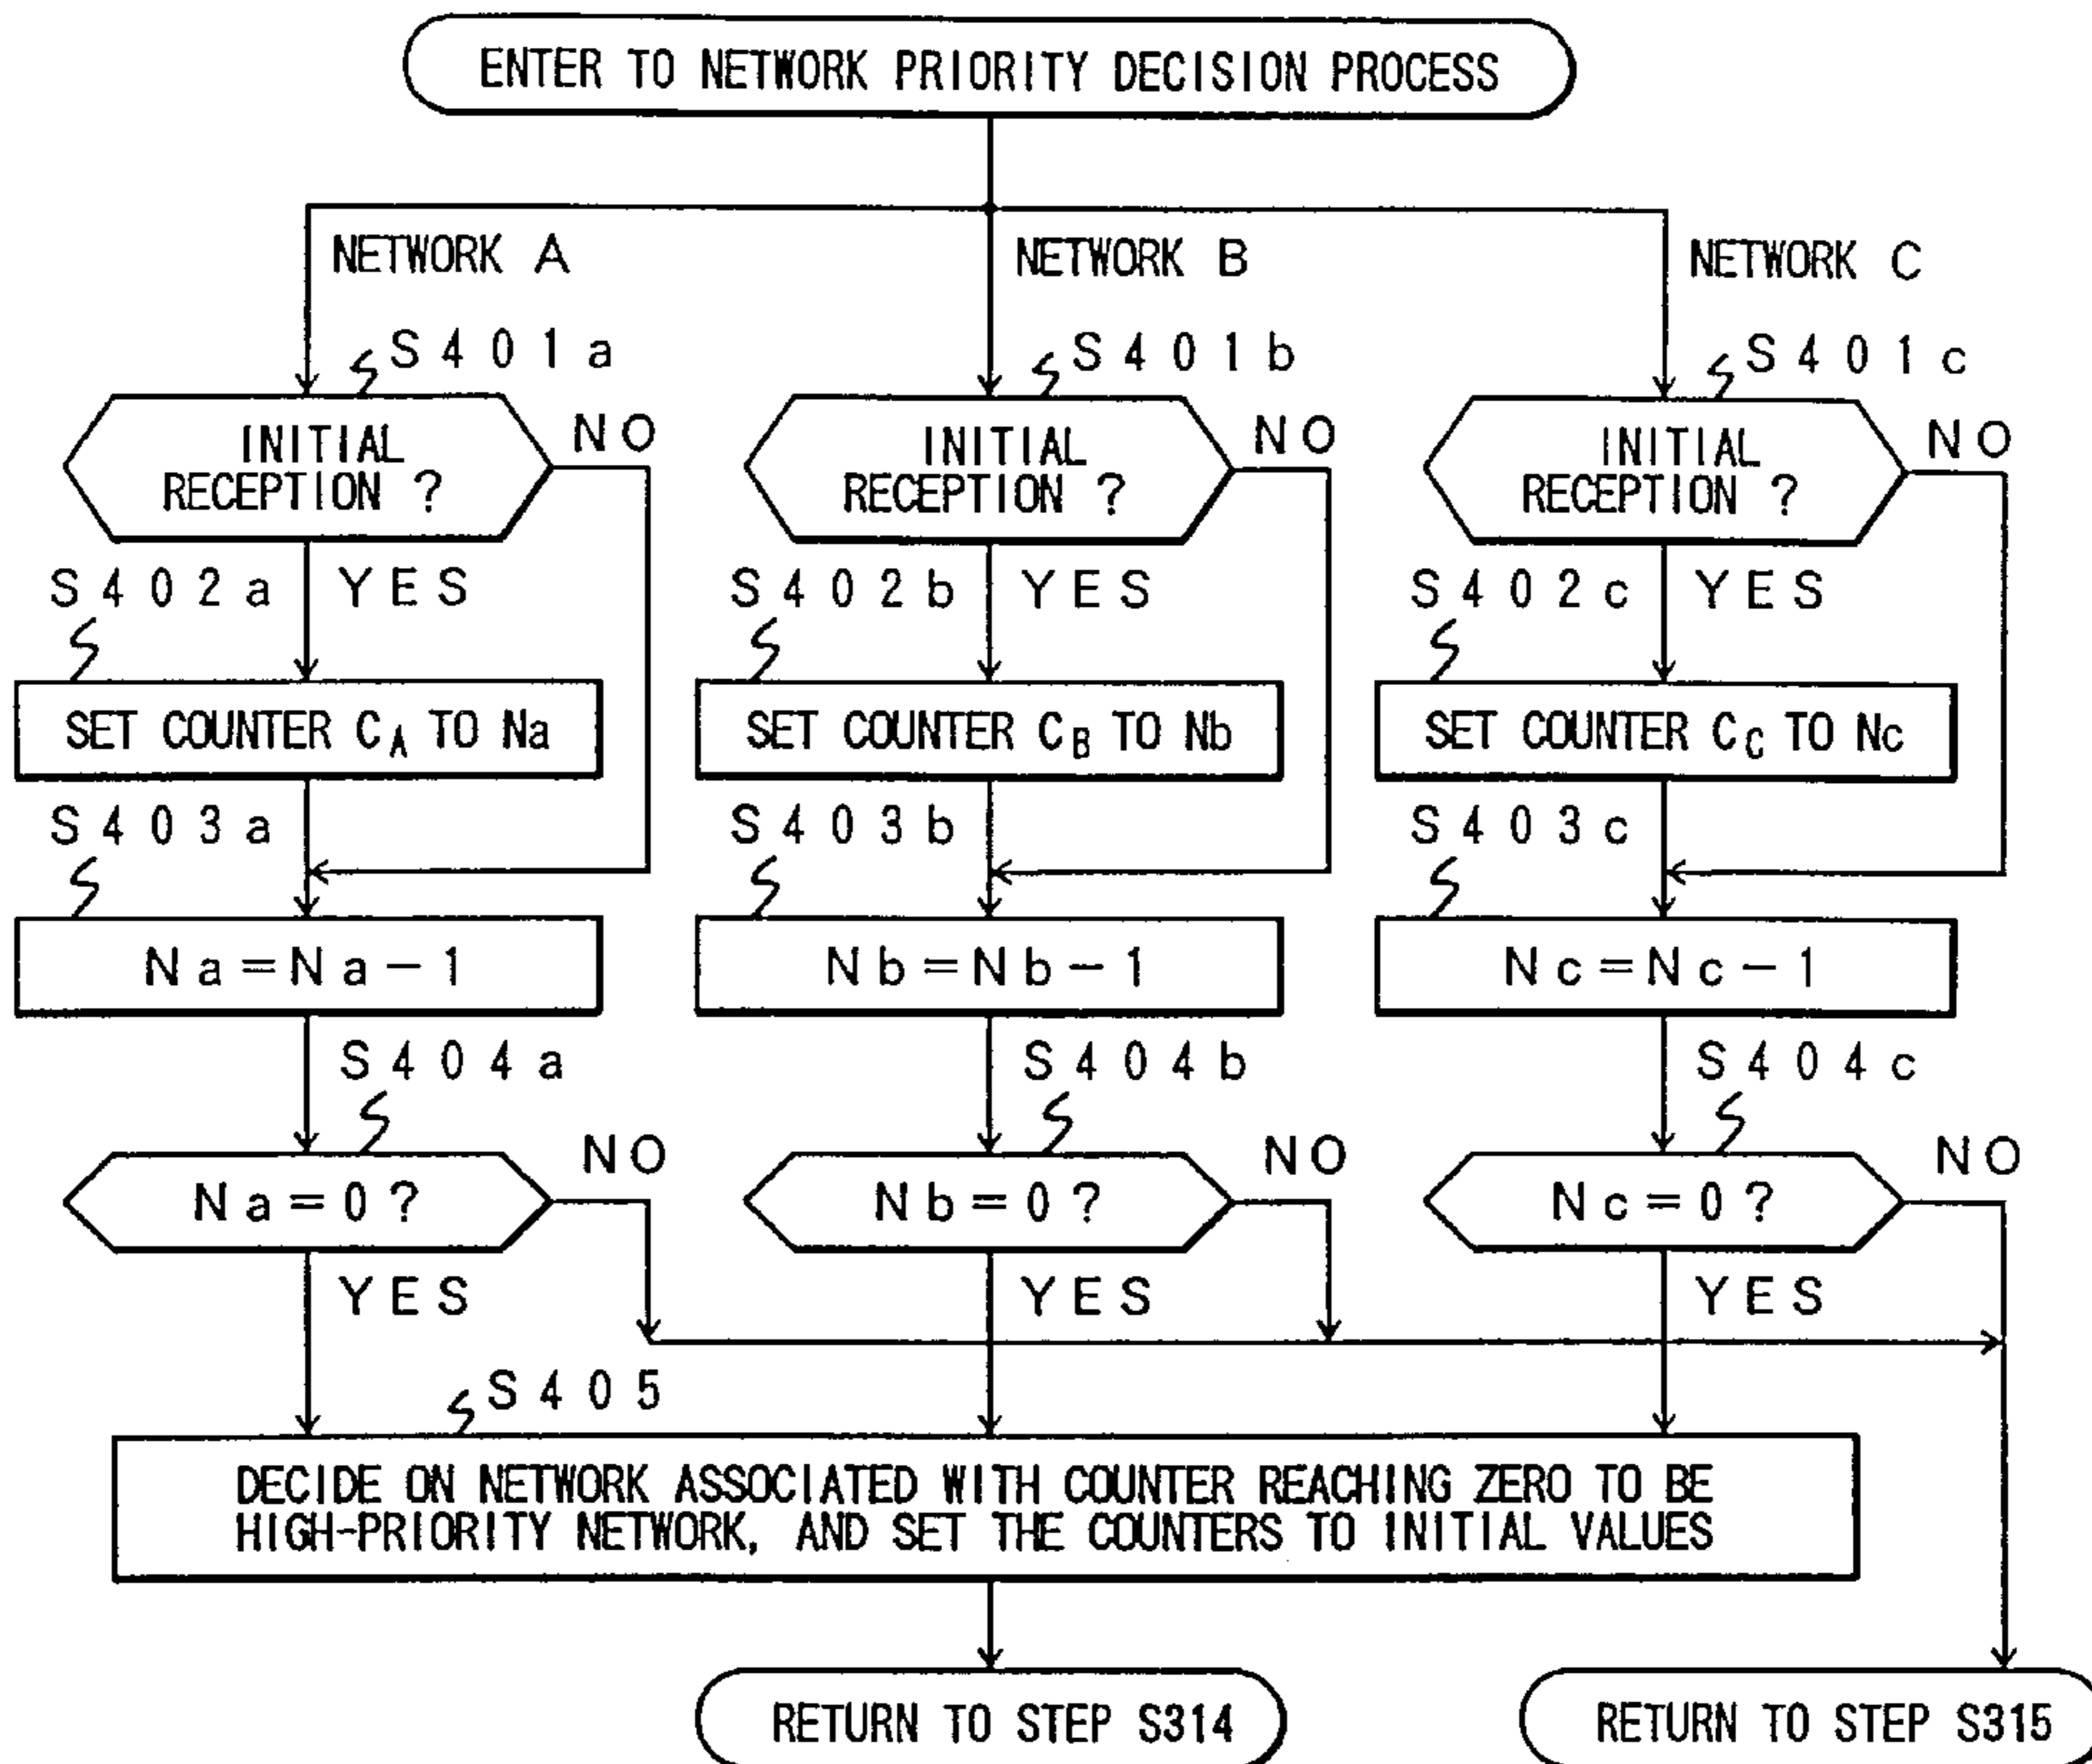 ENTER TO NETWORK PRIORITY DECISION PROCESS
NETWORK A
NETWORK B
NETWORK C
S401a
S401b
S401c
INITIAL
RECEPTION ?
NO
INITIAL
RECEPTION ?
NO
INITIAL
RECEPTION ?
NO
S402a
YES
S402b
YES
S402c
YES
SET COUNTER CA TO Na
SET COUNTER CB TO Nb
SET COUNTER CC TO Nc
S403a
S403b
S403c
Na=Na-1
Nb=Nb-1
Nc=Nc-1
S404a
S404b
S404c
Na=0?
NO
Nb=0?
NO
Nc=0?
NO
YES
YES
YES
S405
DECIDE ON NETWORK ASSOCIATED WITH COUNTER REACHING ZERO TO BE
HIGH-PRIORITY NETWORK, AND SET THE COUNTERS TO INITIAL VALUES
RETURN TO STEP S314
RETURN TO STEP S315